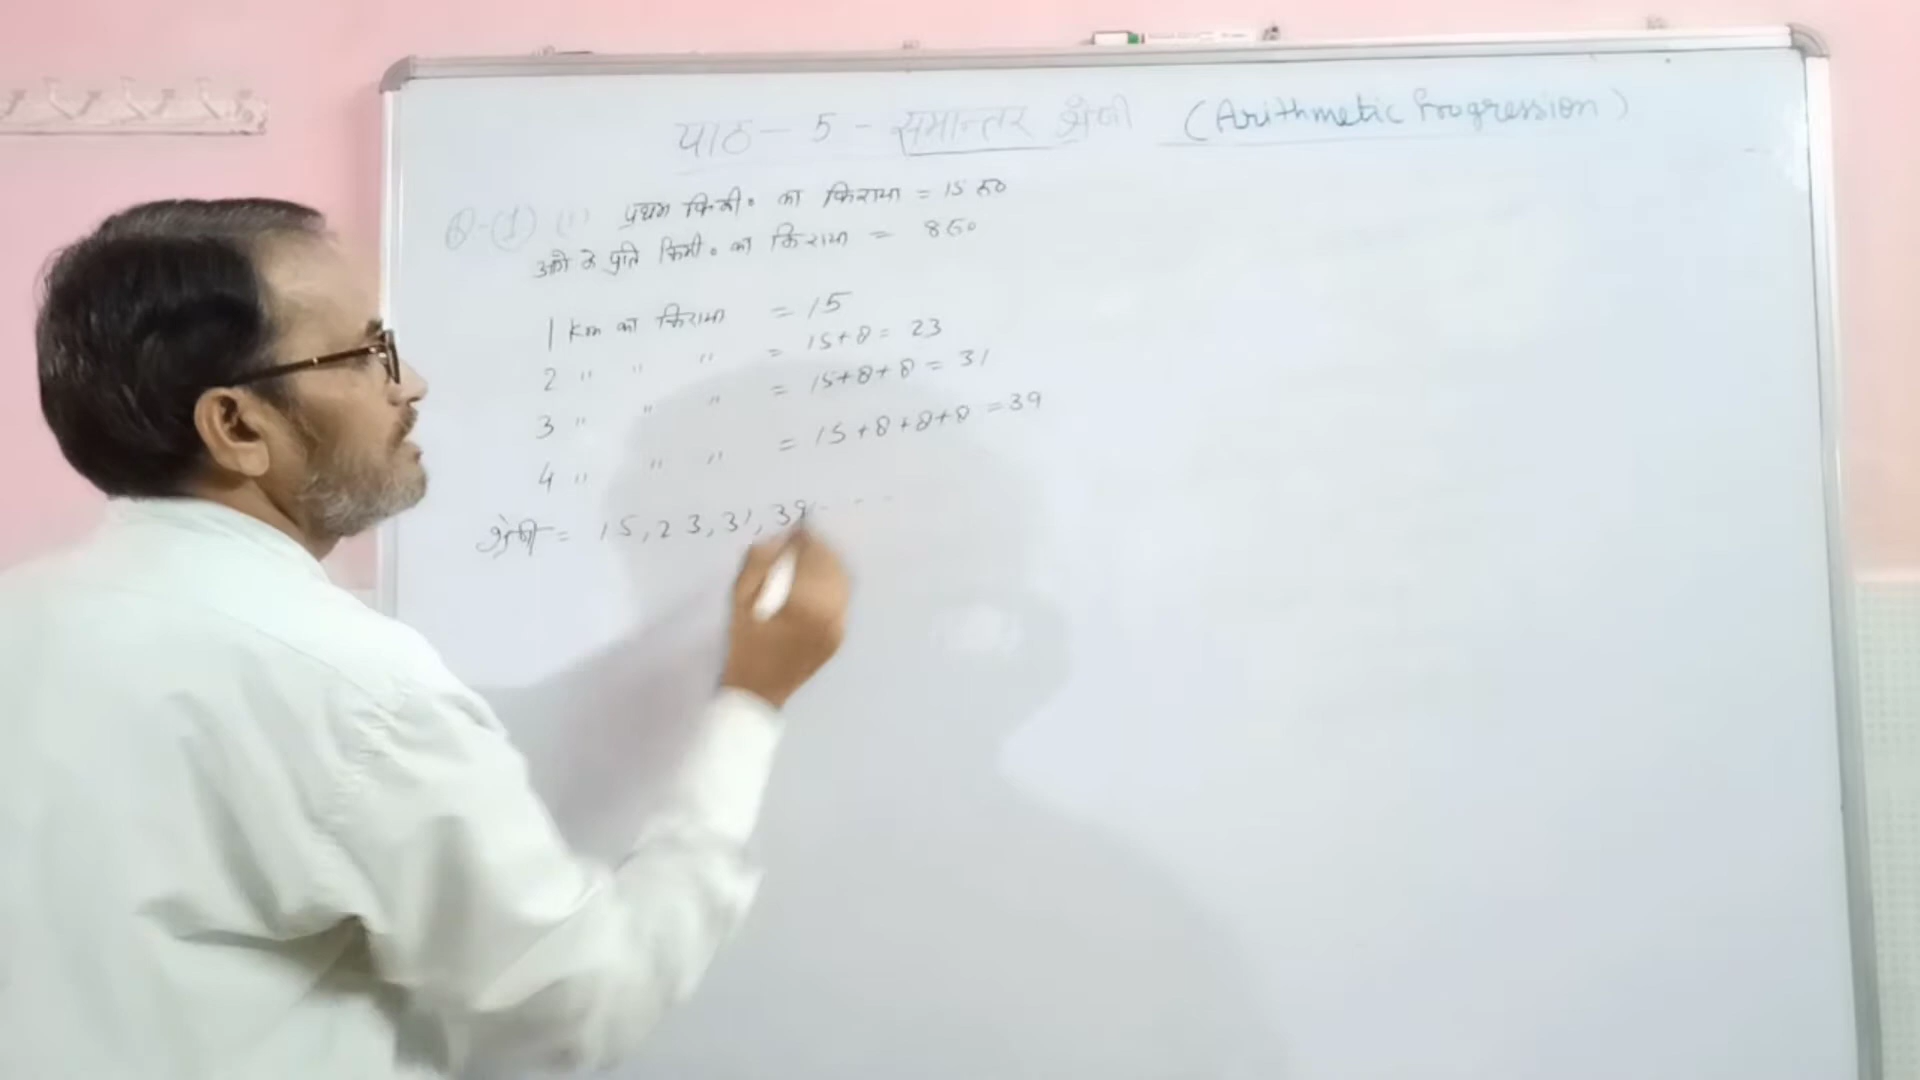 पाठ - 5 - समान्तर श्रेणी (Arithmetic Progression)
Q-(1) (i) प्रथम किमी० का किराया = 15 रू०
आगे के प्रति किमी० का किराया = 8 रू०
1 km का किराया = 15
2 " " " = 15+8 = 23
3 " " " = 15+8+8 = 31
4 " " " = 15+8+8+8 = 39
श्रेणी = 15, 23, 31, 39 - - - -